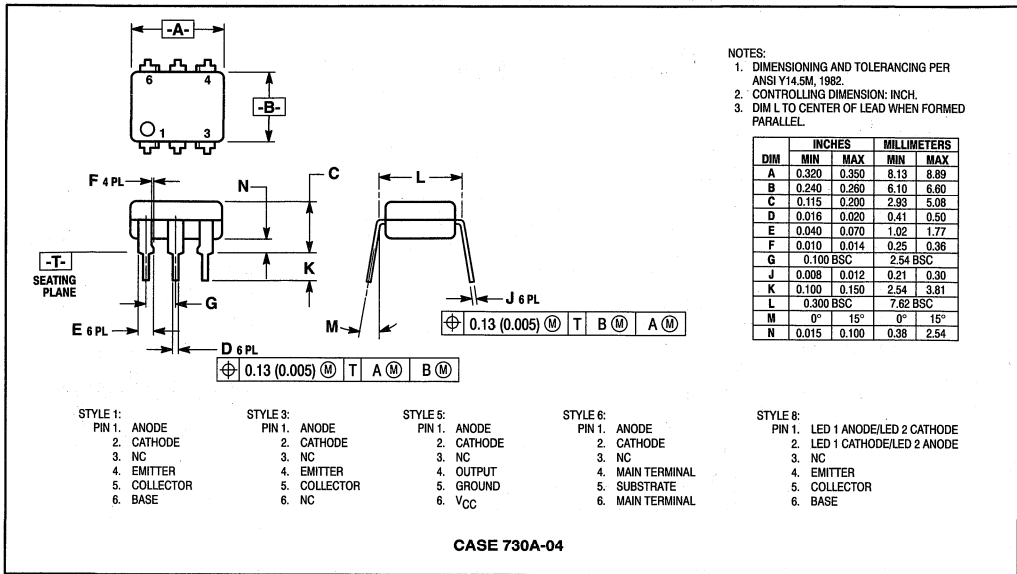 -A-
6 4
-B-
1 3
NOTES:
1. DIMENSIONING AND TOLERANCING PER
ANSI Y14.5M, 1982.
2. CONTROLLING DIMENSION: INCH.
3. DIM L TO CENTER OF LEAD WHEN FORMED
PARALLEL.
INCHES MILLIMETERS
DIM MIN MAX MIN MAX
A 0.320 0.350 8.13 8.89
B 0.240 0.260 6.10 6.60
C 0.115 0.200 2.93 5.08
D 0.016 0.020 0.41 0.50
E 0.040 0.070 1.02 1.77
F 0.010 0.014 0.25 0.36
G 0.100 BSC 2.54 BSC
J 0.008 0.012 0.21 0.30
K 0.100 0.150 2.54 3.81
L 0.300 BSC 7.62 BSC
M 0° 15° 0° 15°
N 0.015 0.100 0.38 2.54
F 4 PL
N
C
L
-T-
SEATING
PLANE
K
G
E 6 PL
D 6 PL
⌖ 0.13 (0.005) Ⓜ T A Ⓜ B Ⓜ
M
J 6 PL
⌖ 0.13 (0.005) Ⓜ T B Ⓜ A Ⓜ
STYLE 1:
PIN 1. ANODE
2. CATHODE
3. NC
4. EMITTER
5. COLLECTOR
6. BASE
STYLE 3:
PIN 1. ANODE
2. CATHODE
3. NC
4. EMITTER
5. COLLECTOR
6. NC
STYLE 5:
PIN 1. ANODE
2. CATHODE
3. NC
4. OUTPUT
5. GROUND
6. VCC
STYLE 6:
PIN 1. ANODE
2. CATHODE
3. NC
4. MAIN TERMINAL
5. SUBSTRATE
6. MAIN TERMINAL
STYLE 8:
PIN 1. LED 1 ANODE/LED 2 CATHODE
2. LED 1 CATHODE/LED 2 ANODE
3. NC
4. EMITTER
5. COLLECTOR
6. BASE
CASE 730A-04